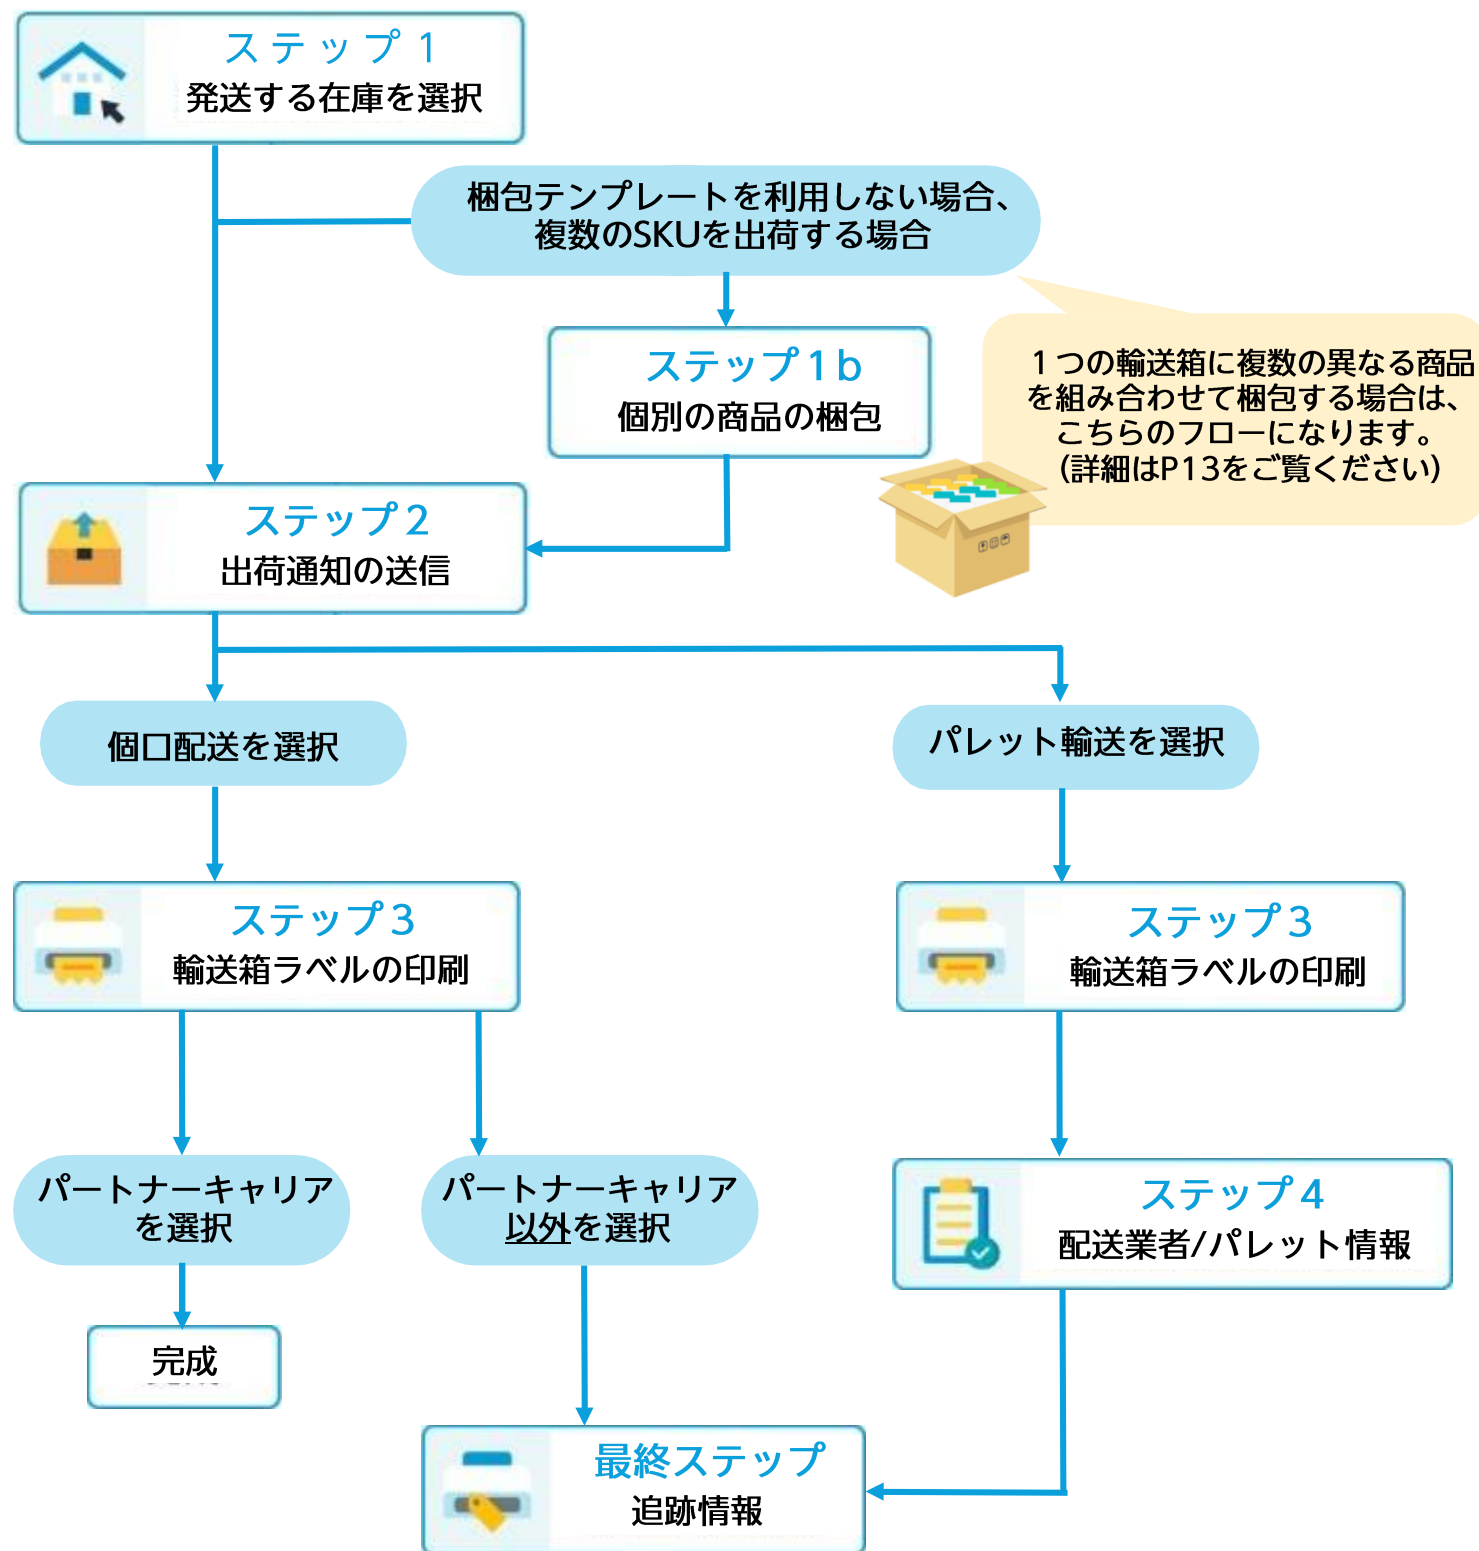 ステップ１
発送する在庫を選択
梱包テンプレートを利用しない場合、
複数のSKUを出荷する場合
ステップ１b
個別の商品の梱包
１つの輸送箱に複数の異なる商品
を組み合わせて梱包する場合は、
こちらのフローになります。
（詳細はP13をご覧ください）
ステップ２
出荷通知の送信
個口配送を選択
パレット輸送を選択
ステップ３
輸送箱ラベルの印刷
ステップ３
輸送箱ラベルの印刷
パートナーキャリア
を選択
パートナーキャリア
以外を選択
ステップ４
配送業者/パレット情報
完成
最終ステップ
追跡情報